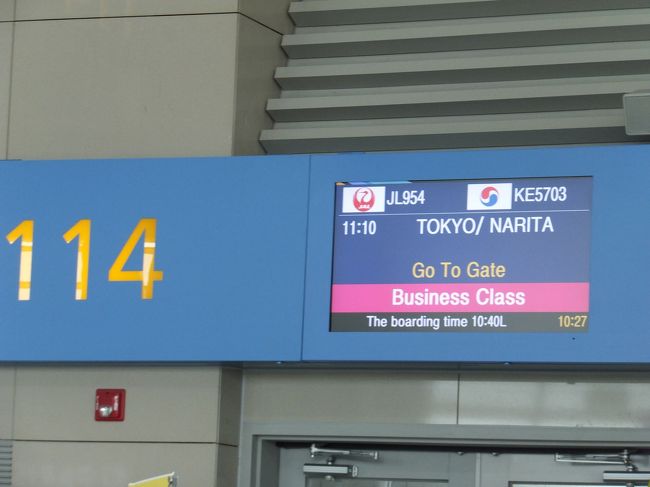 114
JL954 KE5703
11:10 TOKYO/ NARITA
Go To Gate
Business Class
The boarding time 10:40L 10:27